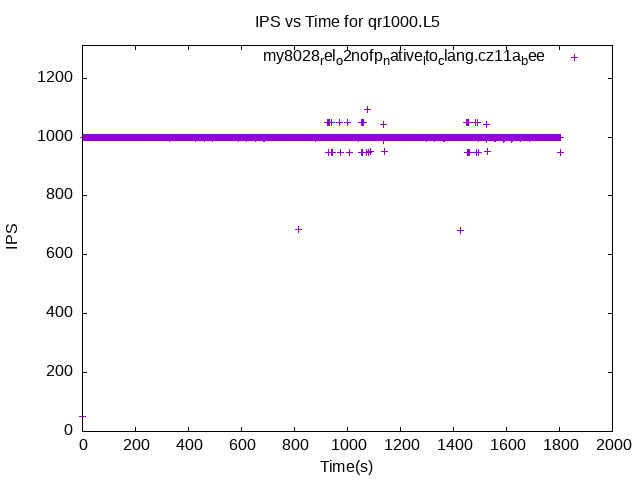 IPS vs Time for qr1000.L5
my8028relo2nofpnativeltoclang.cz11abee
1200
1000
800
600
400
200
0
IPS
0 200 400 600 800 1000 1200 1400 1600 1800 2000
Time(s)